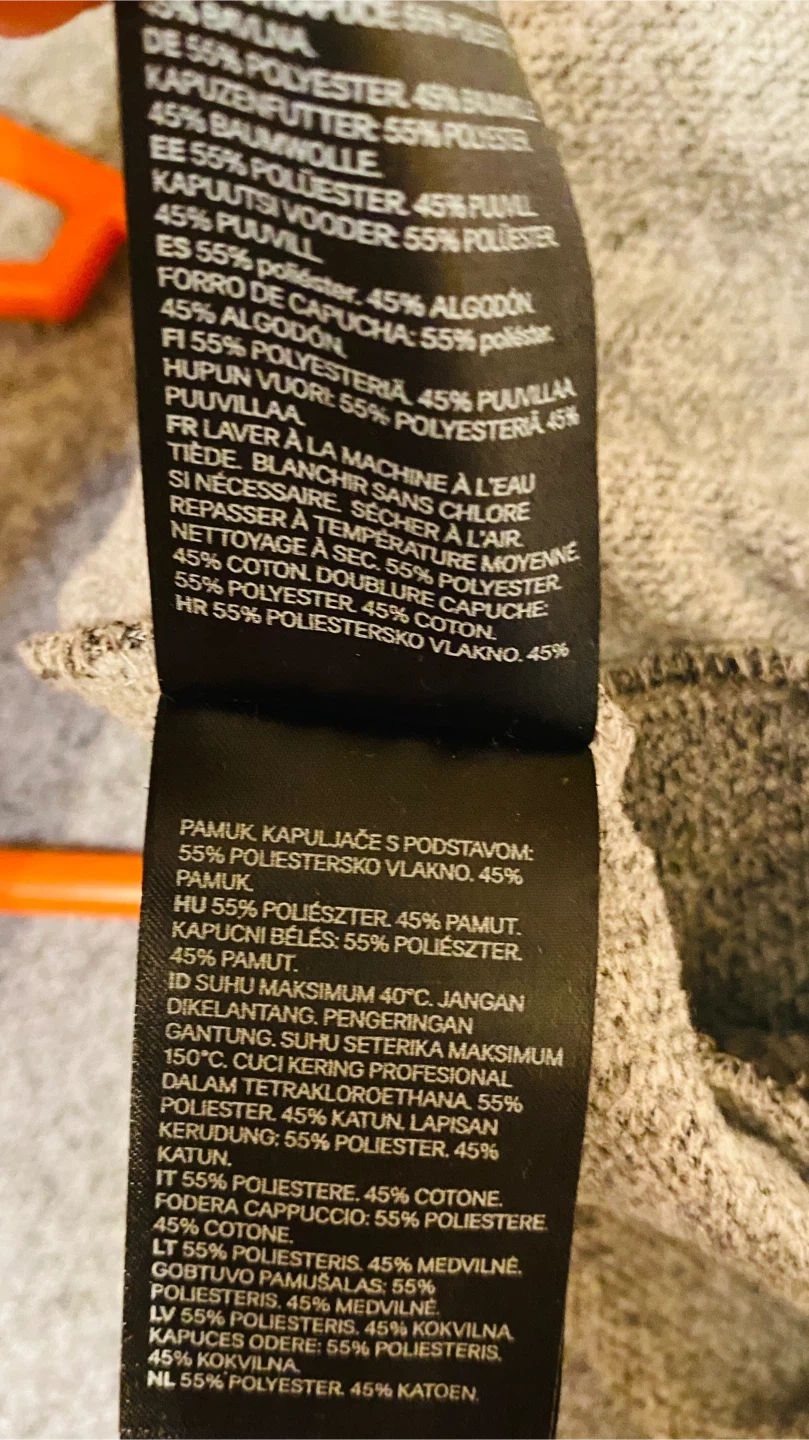 KAPUCE: 55%
45% BAVLNA.
DE 55% POLYESTER. 45% BAUMWOLLE.
KAPUZENFUTTER: 55% POLYESTER.
45% BAUMWOLLE.
EE 55% POLÜESTER. 45% PUUVILL.
KAPUUTSI VOODER: 55% POLÜESTER.
45% PUUVILL.
ES 55% poliéster. 45% ALGODÓN.
FORRO DE CAPUCHA: 55% poliéster.
45% ALGODÓN.
FI 55% POLYESTERIÄ. 45% PUUVILLAA.
HUPUN VUORI: 55% POLYESTERIÄ. 45%
PUUVILLAA.
FR LAVER À LA MACHINE À L'EAU
TIÈDE. BLANCHIR SANS CHLORE
SI NÉCESSAIRE. SÉCHER À L'AIR.
REPASSER À TEMPÉRATURE MOYENNE.
NETTOYAGE À SEC. 55% POLYESTER.
45% COTON. DOUBLURE CAPUCHE:
55% POLYESTER. 45% COTON.
HR 55% POLIESTERSKO VLAKNO. 45%
PAMUK. KAPULJAČE S PODSTAVOM:
55% POLIESTERSKO VLAKNO. 45%
PAMUK.
HU 55% POLIÉSZTER. 45% PAMUT.
KAPUCNI BÉLÉS: 55% POLIÉSZTER.
45% PAMUT.
ID SUHU MAKSIMUM 40°C. JANGAN
DIKELANTANG. PENGERINGAN
GANTUNG. SUHU SETERIKA MAKSIMUM
150°C. CUCI KERING PROFESIONAL
DALAM TETRAKLOROETHANA. 55%
POLIESTER. 45% KATUN. LAPISAN
KERUDUNG: 55% POLIESTER. 45%
KATUN.
IT 55% POLIESTERE. 45% COTONE.
FODERA CAPPUCCIO: 55% POLIESTERE.
45% COTONE.
LT 55% POLIESTERIS. 45% MEDVILNĖ.
GOBTUVO PAMUŠALAS: 55%
POLIESTERIS. 45% MEDVILNĖ.
LV 55% POLIESTERIS. 45% KOKVILNA.
KAPUCES ODERE: 55% POLIESTERIS.
45% KOKVILNA.
NL 55% POLYESTER. 45% KATOEN.